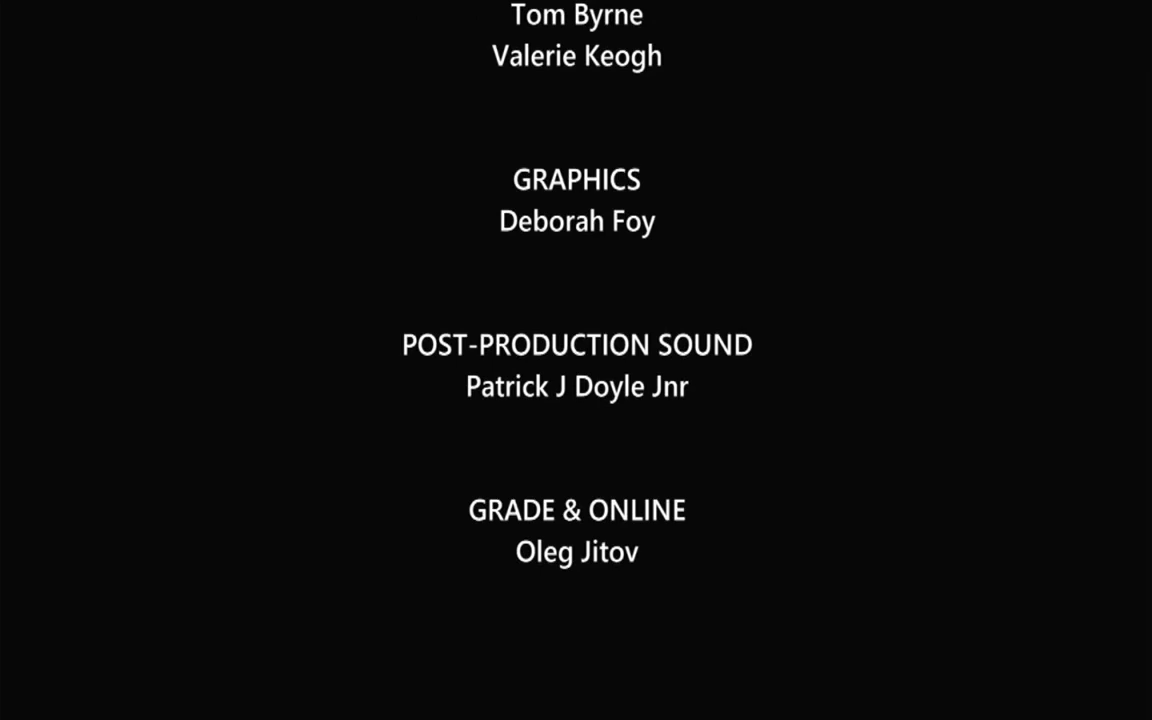 Tom Byrne
Valerie Keogh
GRAPHICS
Deborah Foy
POST-PRODUCTION SOUND
Patrick J Doyle Jnr
GRADE & ONLINE
Oleg Jitov